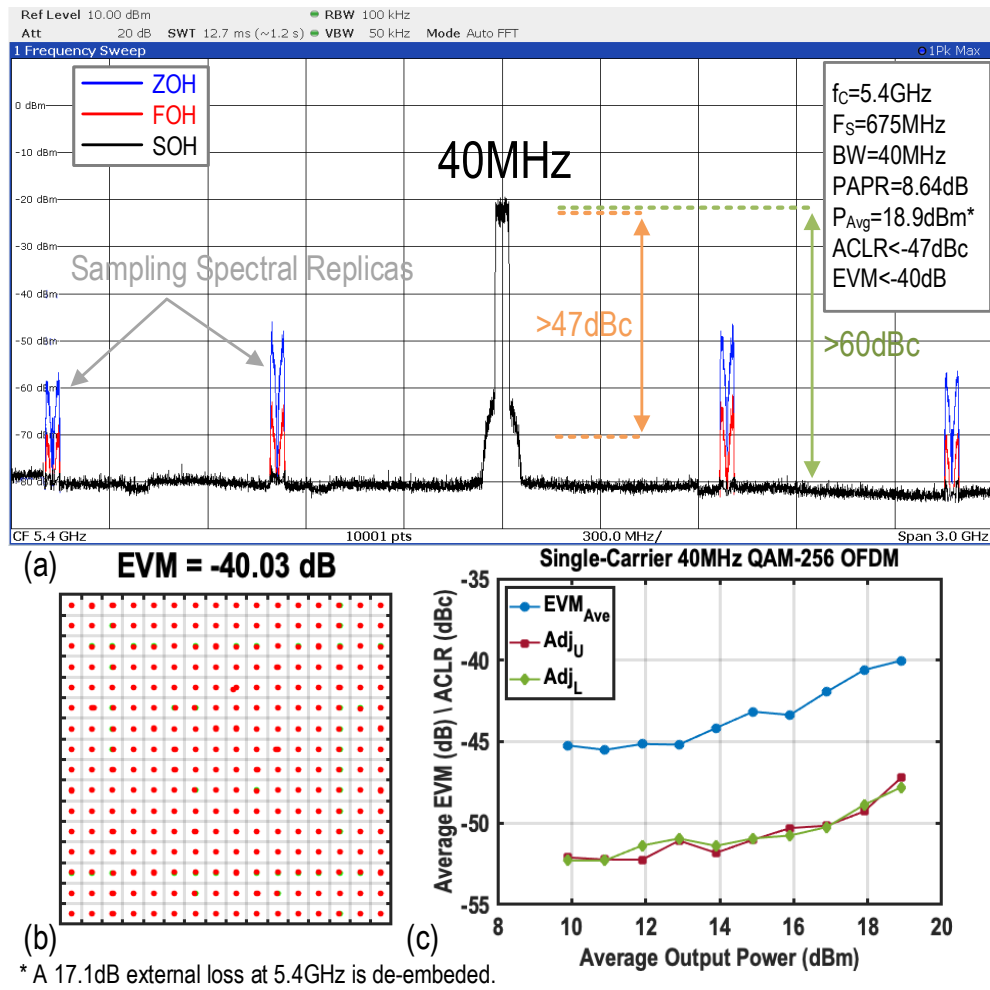 Ref Level 10.00 dBm RBW 100 kHz
Att 20 dB SWT 12.7 ms (~1.2 s) VBW 50 kHz Mode Auto FFT
1 Frequency Sweep 1Pk Max
ZOH
FOH
SOH
fC=5.4GHz
FS=675MHz
BW=40MHz
PAPR=8.64dB
PAvg=18.9dBm*
ACLR<-47dBc
EVM<-40dB
0 dBm
-10 dBm
-20 dBm
-30 dBm
-40 dBm
-50 dBm
-60 dBm
-70 dBm
40MHz
Sampling Spectral Replicas
>47dBc
>60dBc
CF 5.4 GHz 10001 pts 300.0 MHz/ Span 3.0 GHz
(a)
EVM = -40.03 dB
(b)
Single-Carrier 40MHz QAM-256 OFDM
EVMAve
AdjU
AdjL
Average EVM (dB) \ ACLR (dBc)
-35
-40
-45
-50
-55
8 10 12 14 16 18 20
Average Output Power (dBm)
(c)
* A 17.1dB external loss at 5.4GHz is de-embeded.